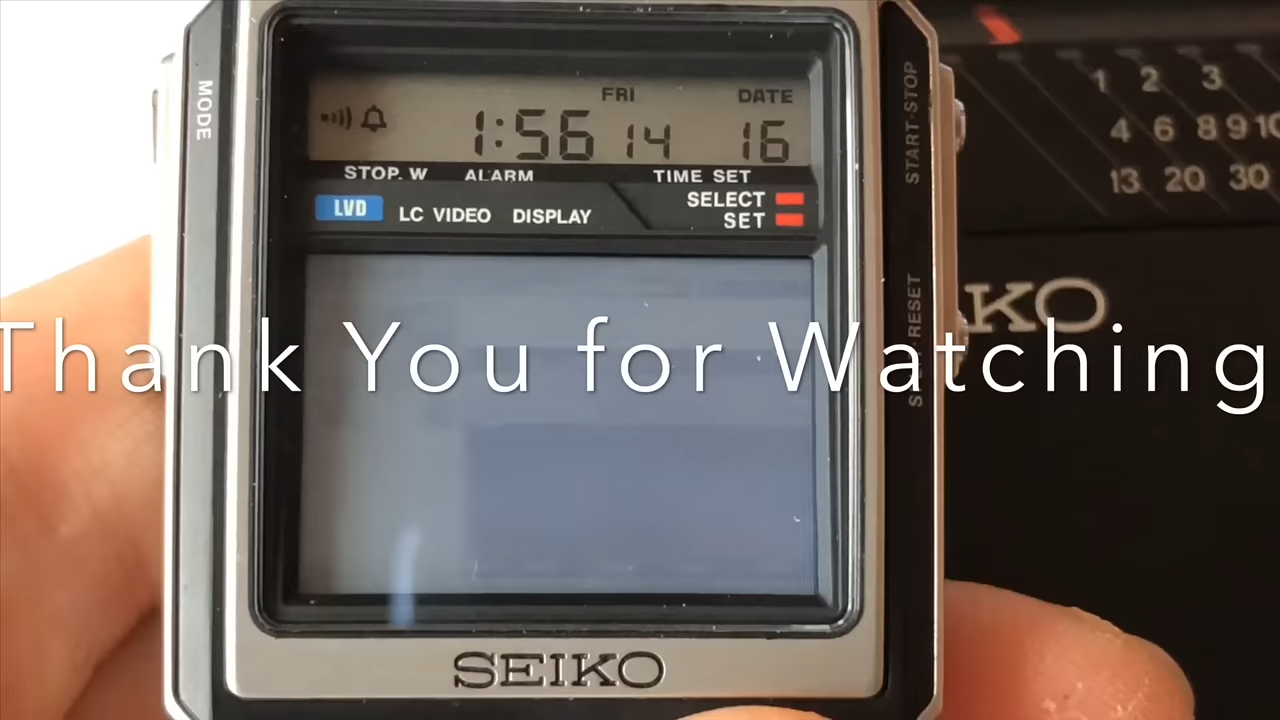 FRI DATE
1:56 14 16
STOP. W ALARM TIME SET
LVD LC VIDEO DISPLAY
SELECT
SET
MODE
START·STOP
RESET
1 2 3
4 6 8 9 10
13 20 30
KO
Thank You for Watching
SEIKO